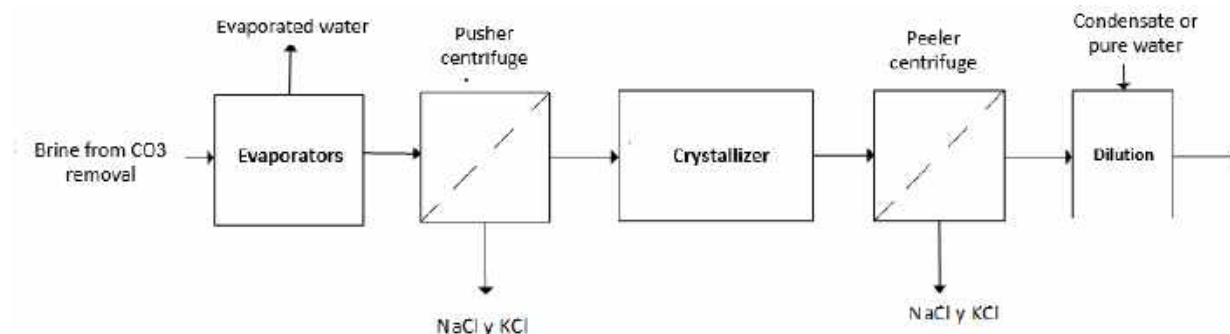 Evaporated water
Pusher
centrifuge
Peeler
centrifuge
Condensate or
pure water
Brine from CO3
removal
Evaporators
Crystallizer
Dilution
NaCl y KCl
NaCl y KCl